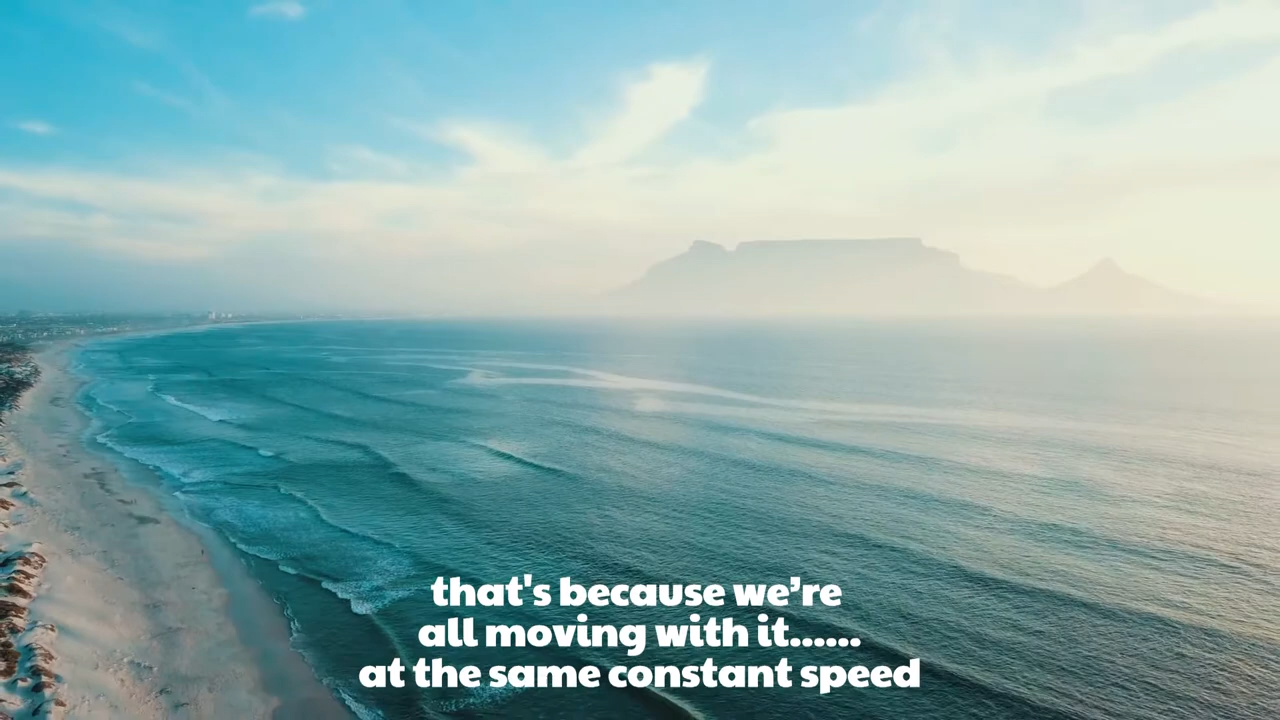 that's because we’re
all moving with it......
at the same constant speed